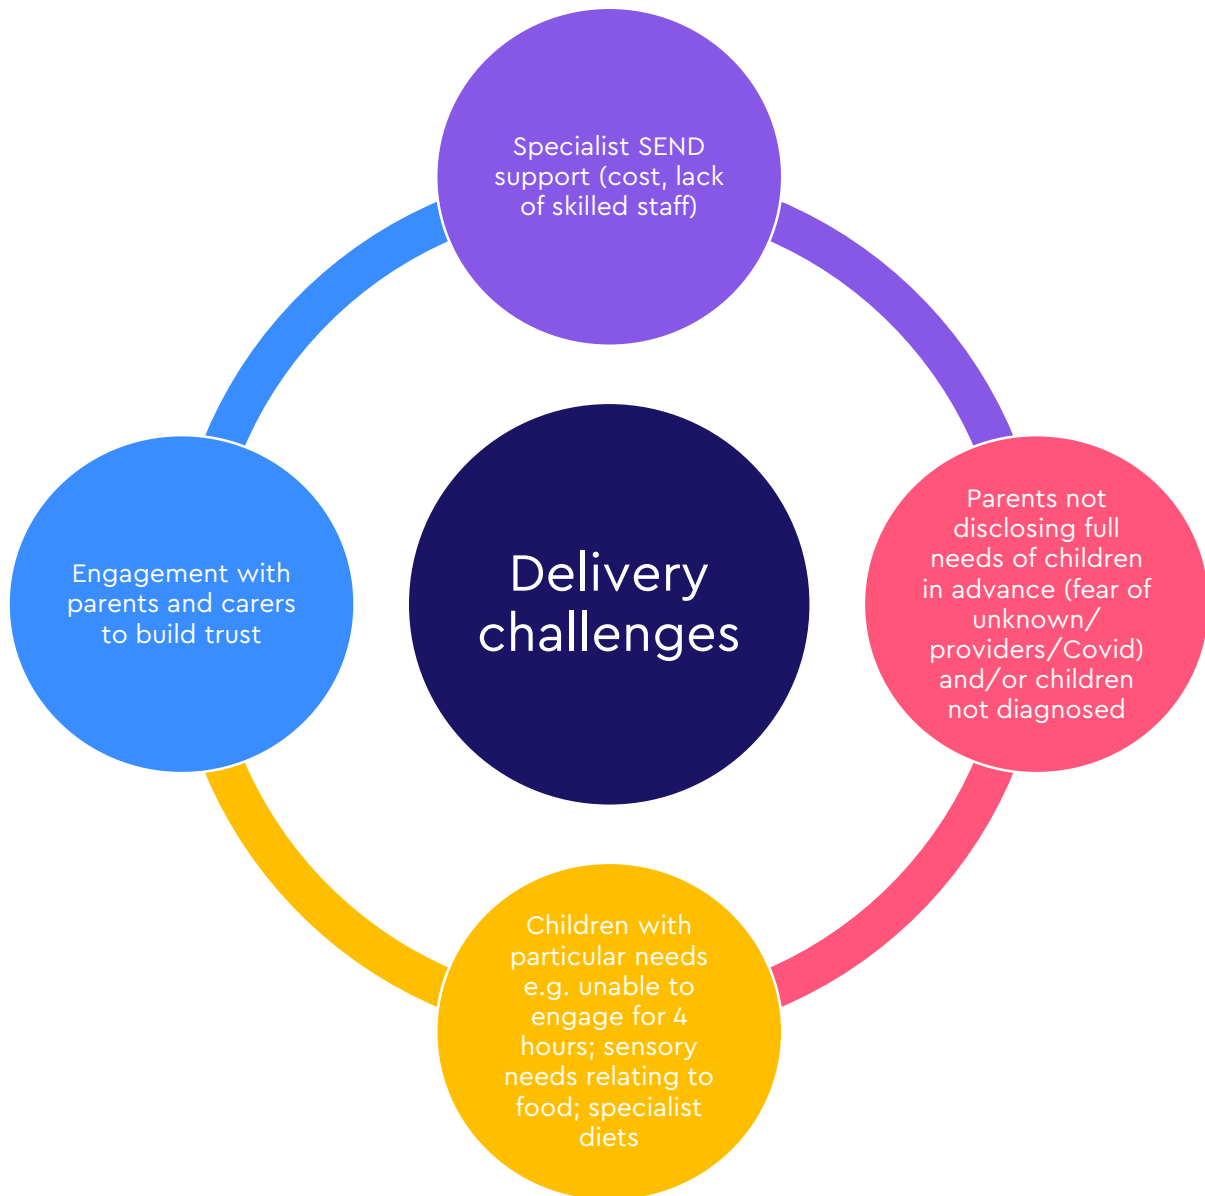 Specialist SEND
support (cost, lack
of skilled staff)
Engagement with
parents and carers
to build trust
Delivery
challenges
Parents not
disclosing full
needs of children
in advance (fear of
unknown/
providers/Covid)
and/or children
not diagnosed
Children with
particular needs
e.g. unable to
engage for 4
hours; sensory
needs relating to
food; specialist
diets